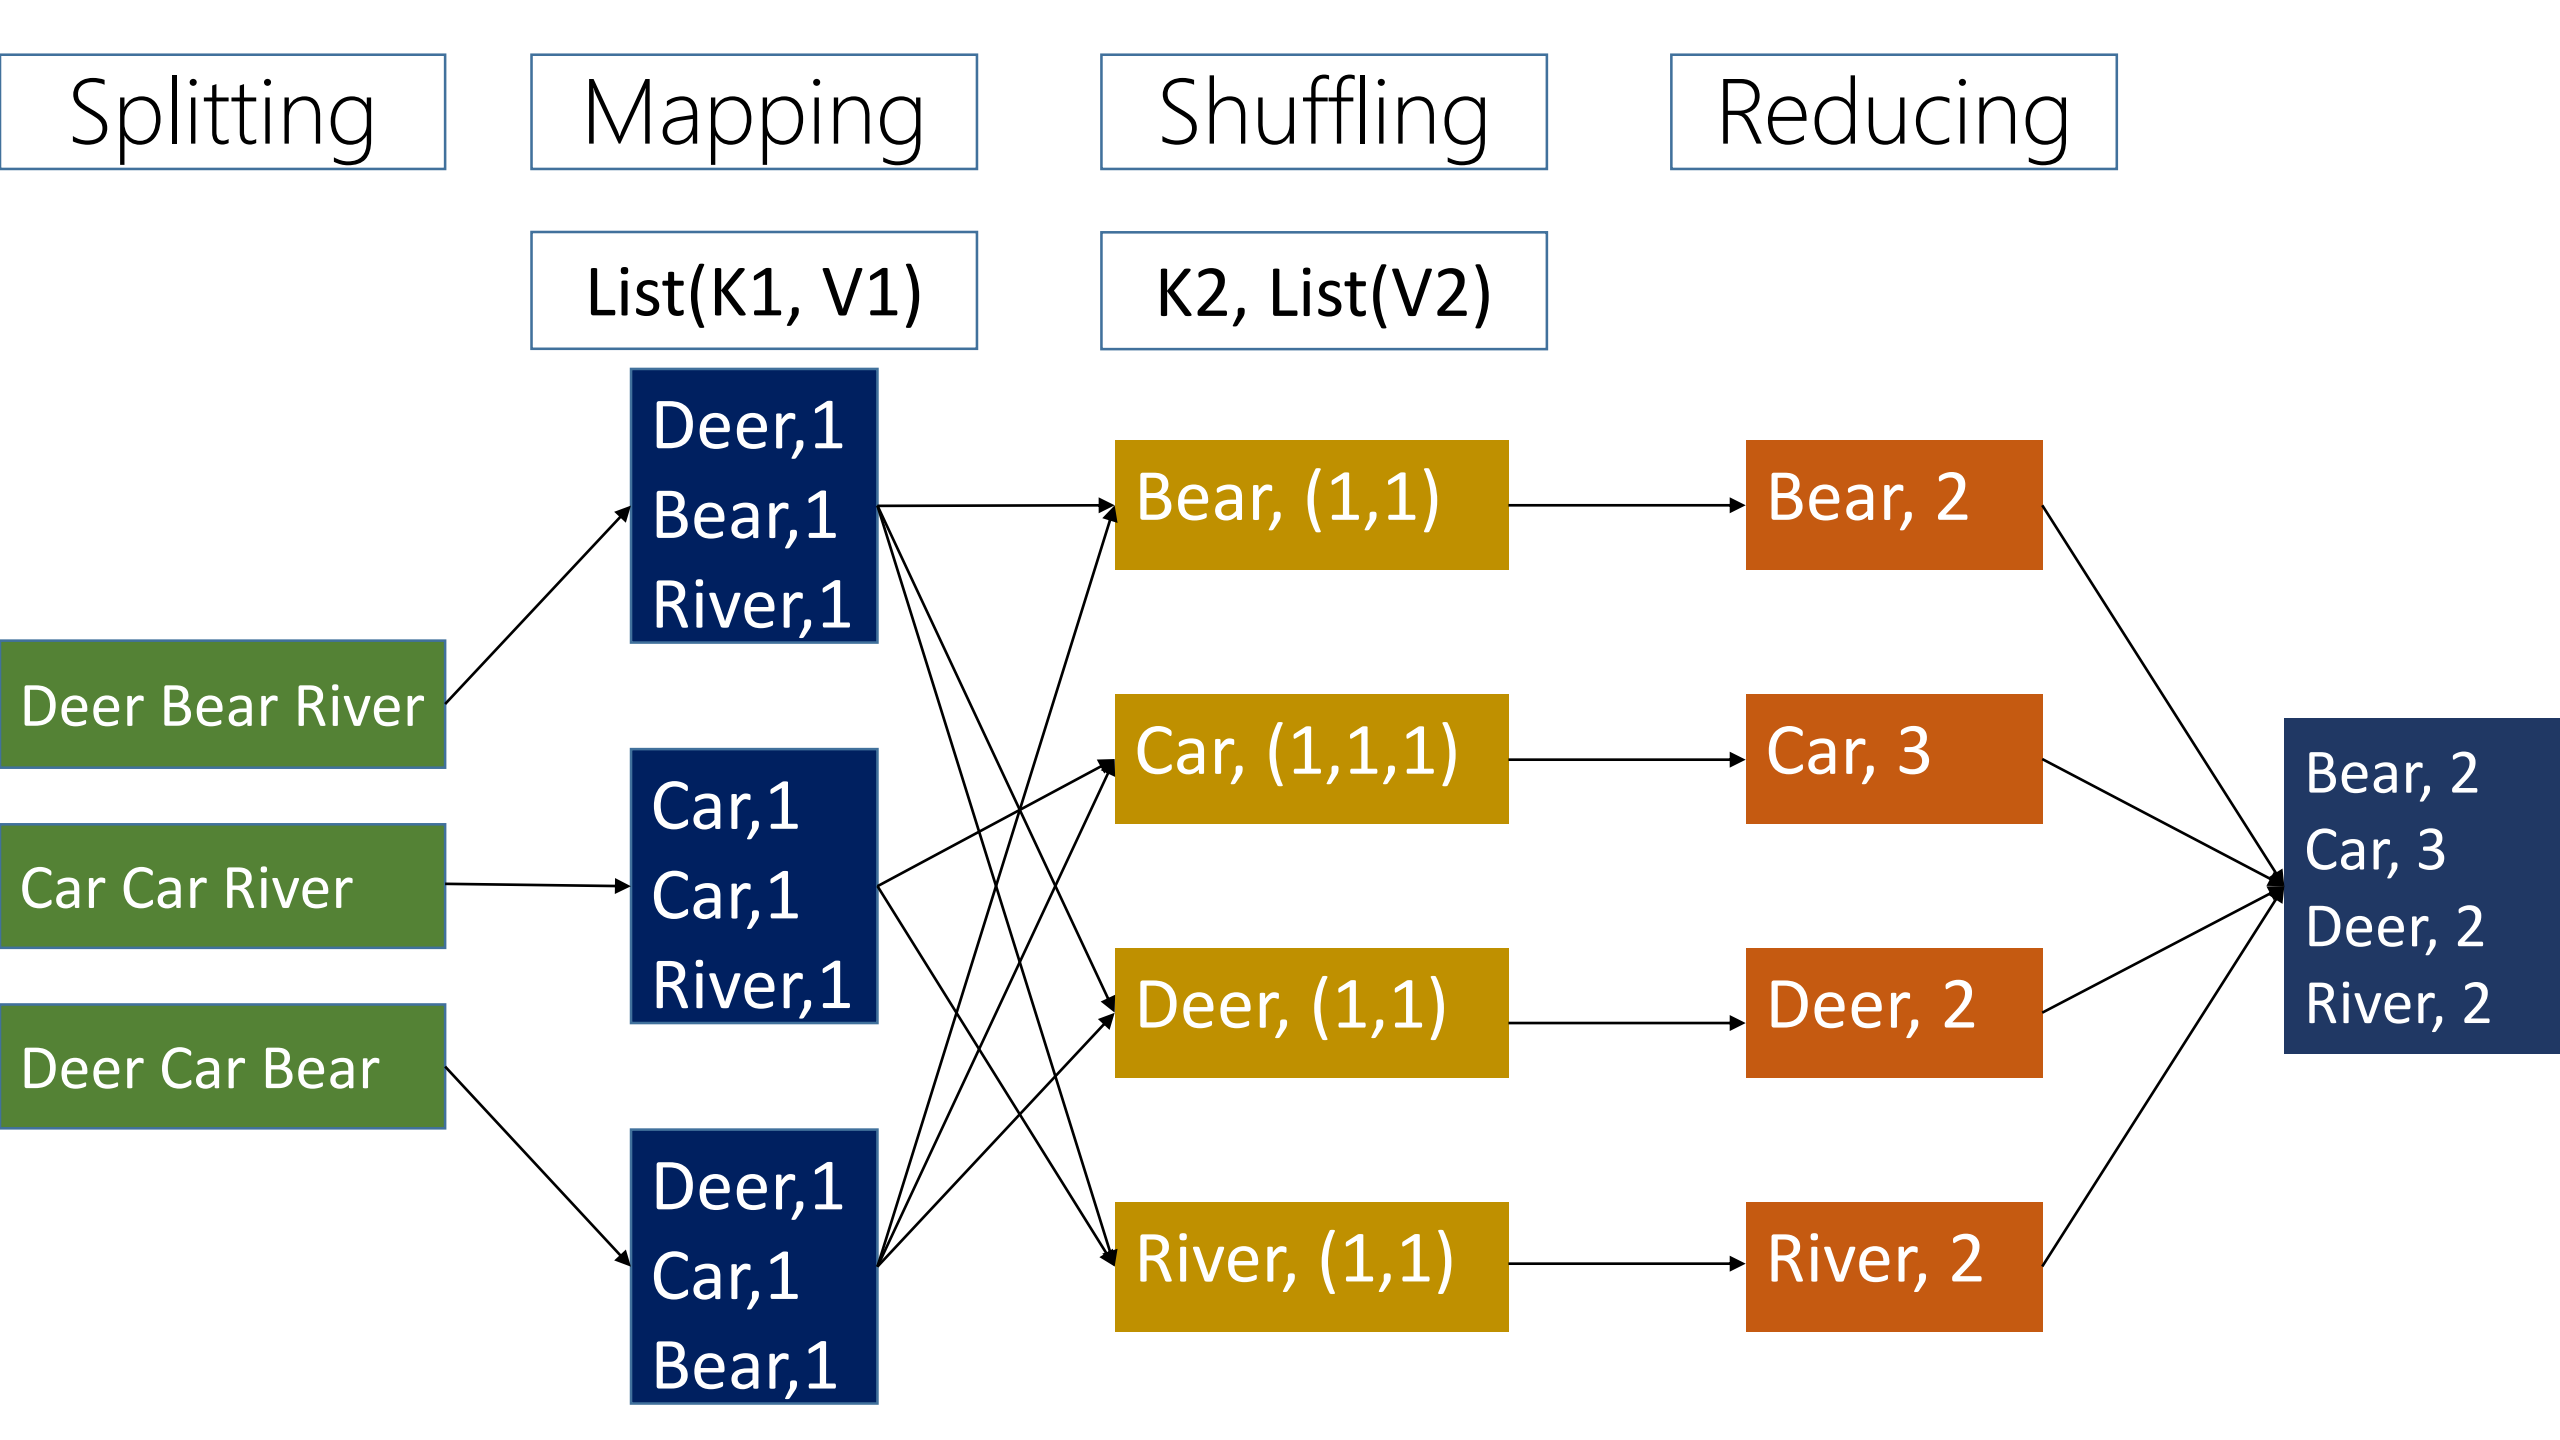 Splitting
Mapping
Shuffling
Reducing
List(K1, V1)
K2, List(V2)
Deer Bear River
Car Car River
Deer Car Bear
Deer,1
Bear,1
River,1
Car,1
Car,1
River,1
Deer,1
Car,1
Bear,1
Bear, (1,1)
Car, (1,1,1)
Deer, (1,1)
River, (1,1)
Bear, 2
Car, 3
Deer, 2
River, 2
Bear, 2
Car, 3
Deer, 2
River, 2